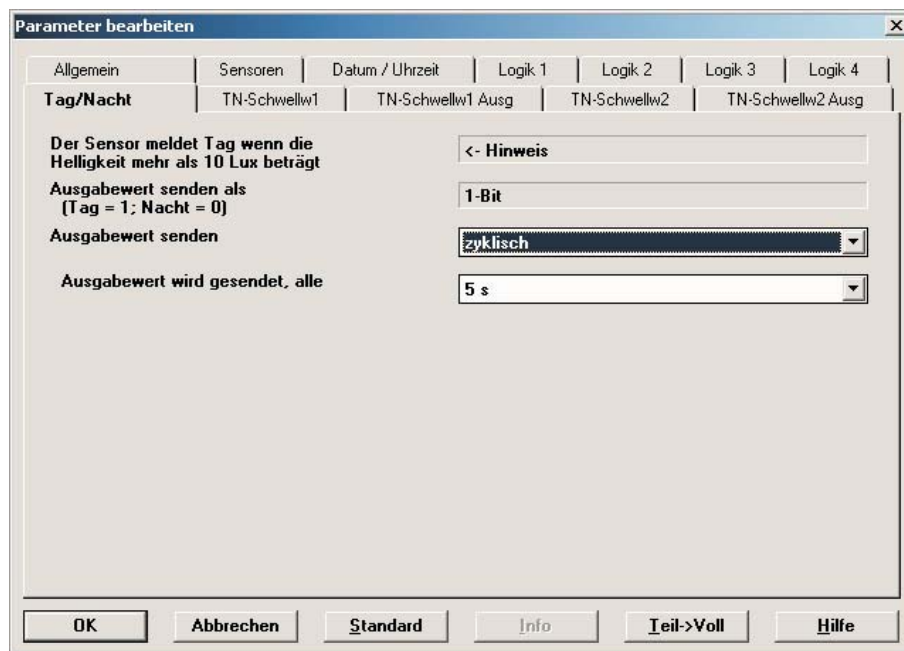 Parameter bearbeiten
Allgemein
Sensoren
Datum / Uhrzeit
Logik 1
Logik 2
Logik 3
Logik 4
Tag/Nacht
TN-Schwellw1
TN-Schwellw1 Ausg
TN-Schwellw2
TN-Schwellw2 Ausg
Der Sensor meldet Tag wenn die
Helligkeit mehr als 10 Lux beträgt
<- Hinweis
Ausgabewert senden als
(Tag = 1; Nacht = 0)
1-Bit
Ausgabewert senden
zyklisch
Ausgabewert wird gesendet, alle
5 s
OK
Abbrechen
Standard
Info
Teil->Voll
Hilfe